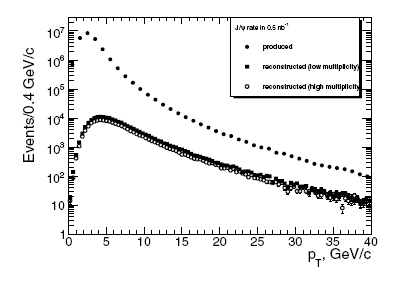 J/ψ rate in 0.5 nb⁻¹
produced
reconstructed (low multiplicity)
reconstructed (high multiplicity)
Events/0.4 GeV/c
10⁷
10⁶
10⁵
10⁴
10³
10²
10
1
0 5 10 15 20 25 30 35 40
p_T, GeV/c